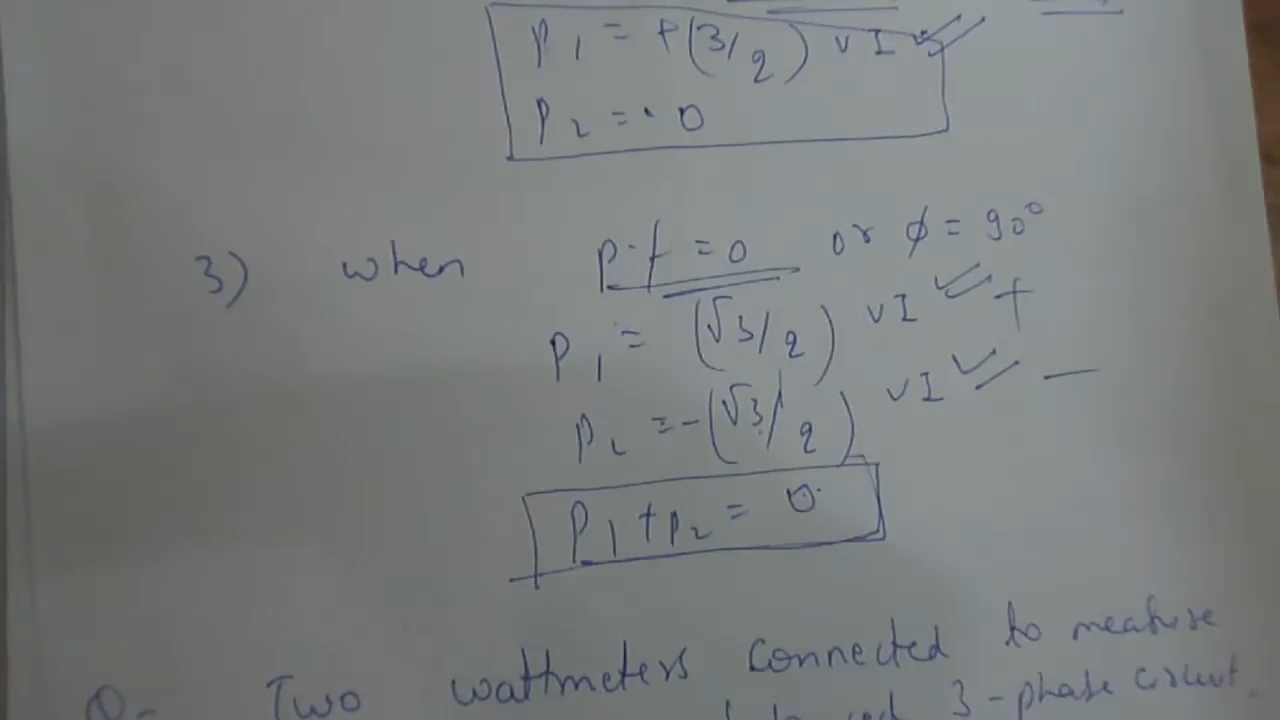 P1 = +(3/2) VI
P2 = 0
3) when p.f = 0 or φ = 90°
P1 = (√3/2) VI +
P2 = -(√3/2) VI -
P1 + P2 = 0
Q- Two wattmeters connected to measure
3-phase circuit.